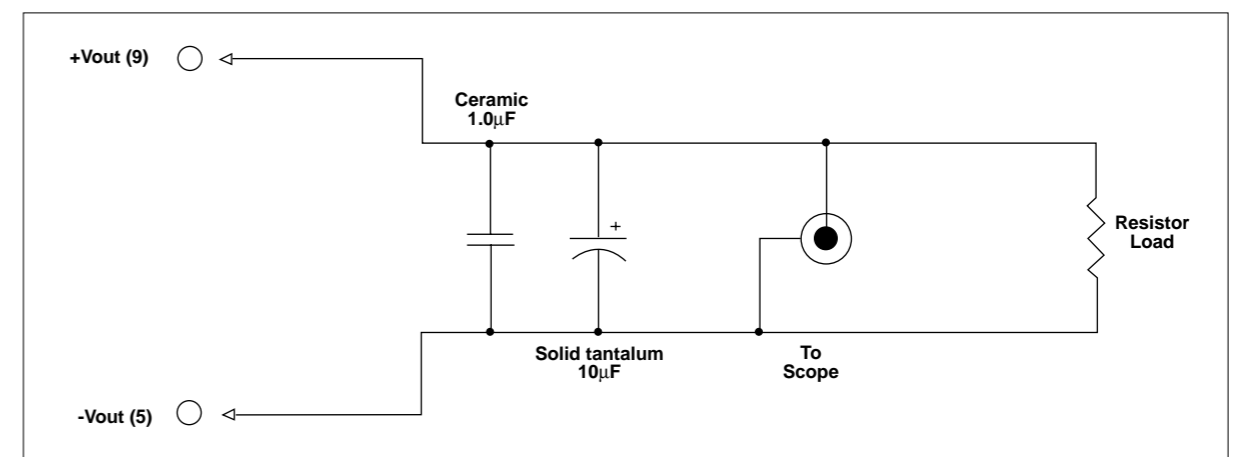 +Vout (9)
Ceramic
1.0μF
+
Resistor
Load
Solid tantalum
10μF
To
Scope
-Vout (5)